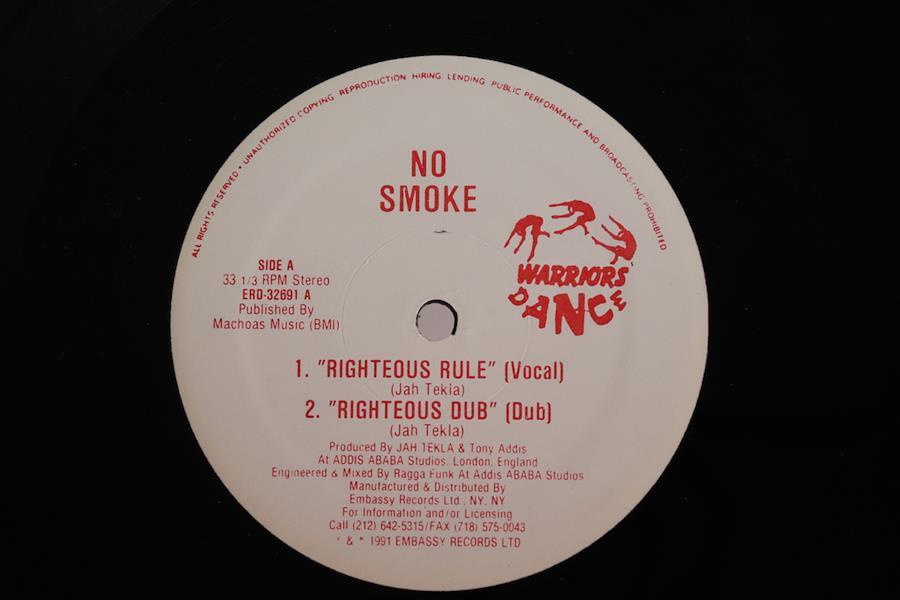 ALL RIGHTS RESERVED • UNAUTHORIZED COPYING REPRODUCTION HIRING LENDING PUBLIC PERFORMANCE AND BROADCASTING PROHIBITED
NO
SMOKE
WARRIORS
DANCE
SIDE A
33 1/3 RPM Stereo
ERD-32691 A
Published By
Machoas Music (BMI)
1. "RIGHTEOUS RULE" (Vocal)
(Jah Tekla)
2. "RIGHTEOUS DUB" (Dub)
(Jah Tekla)
Produced By JAH TEKLA & Tony Addis
At ADDIS ABABA Studios, London, England
Engineered & Mixed By Ragga Funk At Addis ABABA Studios
Manufactured & Distributed By
Embassy Records Ltd., NY, NY
For Information and/or Licensing
Call (212) 642-5315/FAX (718) 575-0043
& 1991 EMBASSY RECORDS LTD